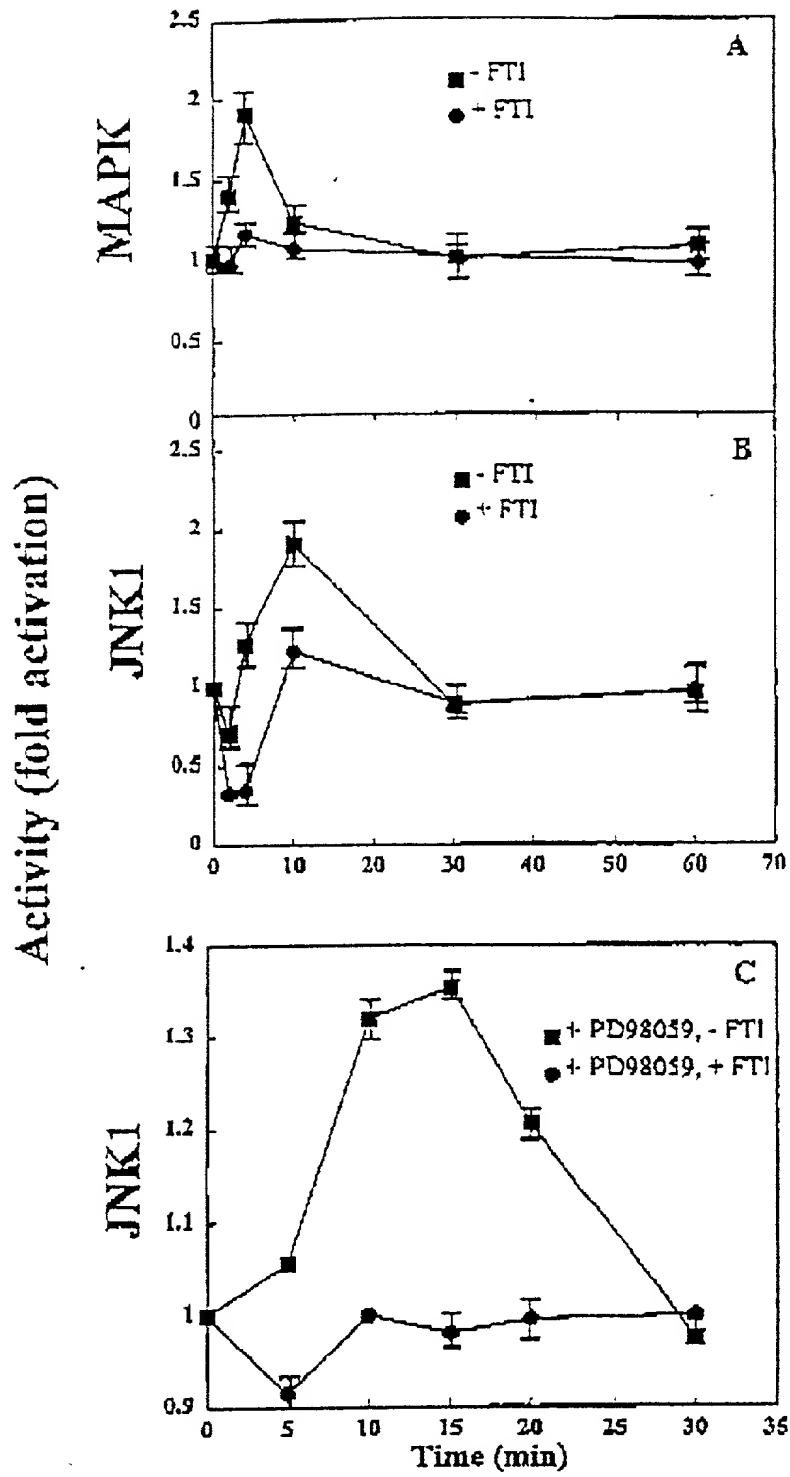 A
MAPK
2.5
2
1.5
1
0.5
0
- FTI
+ FTI
Activity (fold activation)
B
JNK1
2.5
2
1.5
1
0.5
0
- FTI
+ FTI
0 10 20 30 40 50 60 70
C
JNK1
1.4
1.3
1.2
1.1
1
0.9
+ PD98059, - FTI
+ PD98059, + FTI
0 5 10 15 20 25 30 35
Time (min)